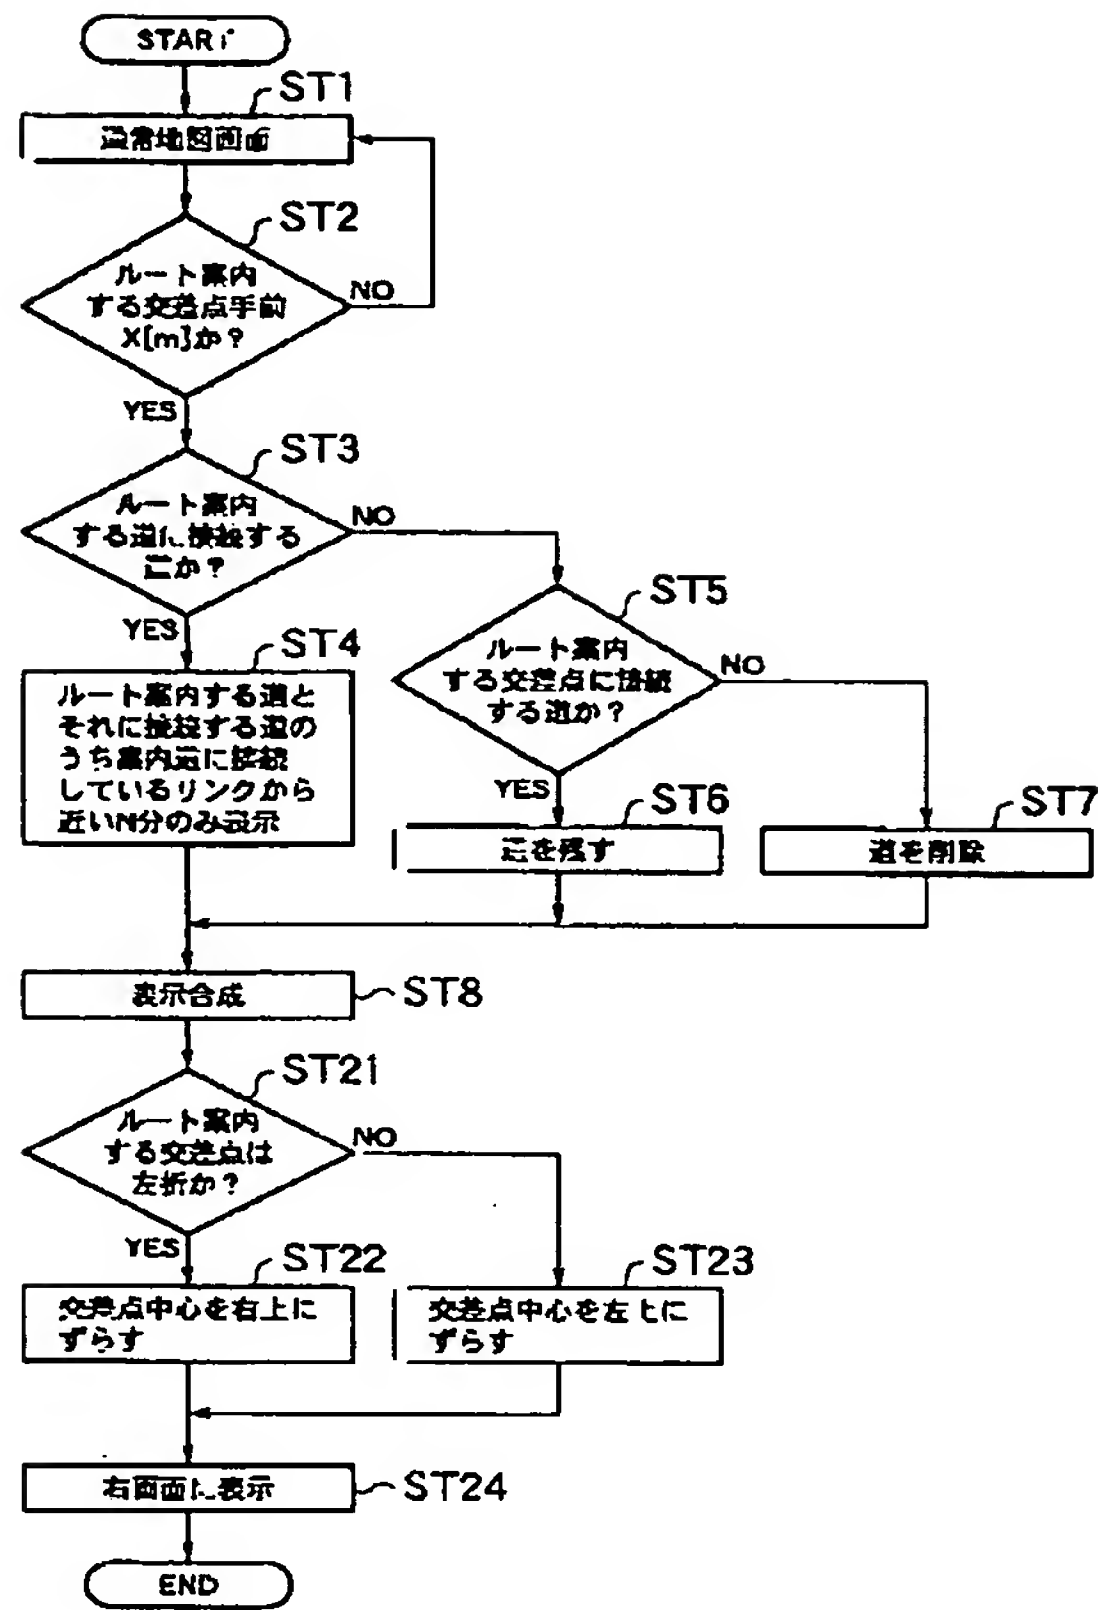 START
ST1
通常地図画面
ST2
ルート案内
する交差点手前
X[m]か?
NO
YES
ST3
ルート案内
する道に接続する
道か?
NO
YES
ST4
ルート案内する道と
それに接続する道の
うち案内道に接続
しているリンクから
近いN分のみ表示
ST5
ルート案内
する交差点に接続
する道か?
NO
YES
ST6
道を残す
ST7
道を削除
表示合成
ST8
ST21
ルート案内
する交差点は
左折か?
NO
YES
ST22
交差点中心を右上に
ずらす
ST23
交差点中心を左上に
ずらす
右画面に表示
ST24
END